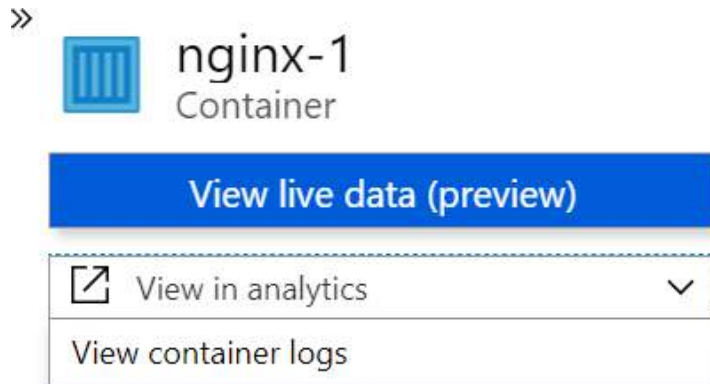 nginx-1
Container
View live data (preview)
View in analytics
View container logs